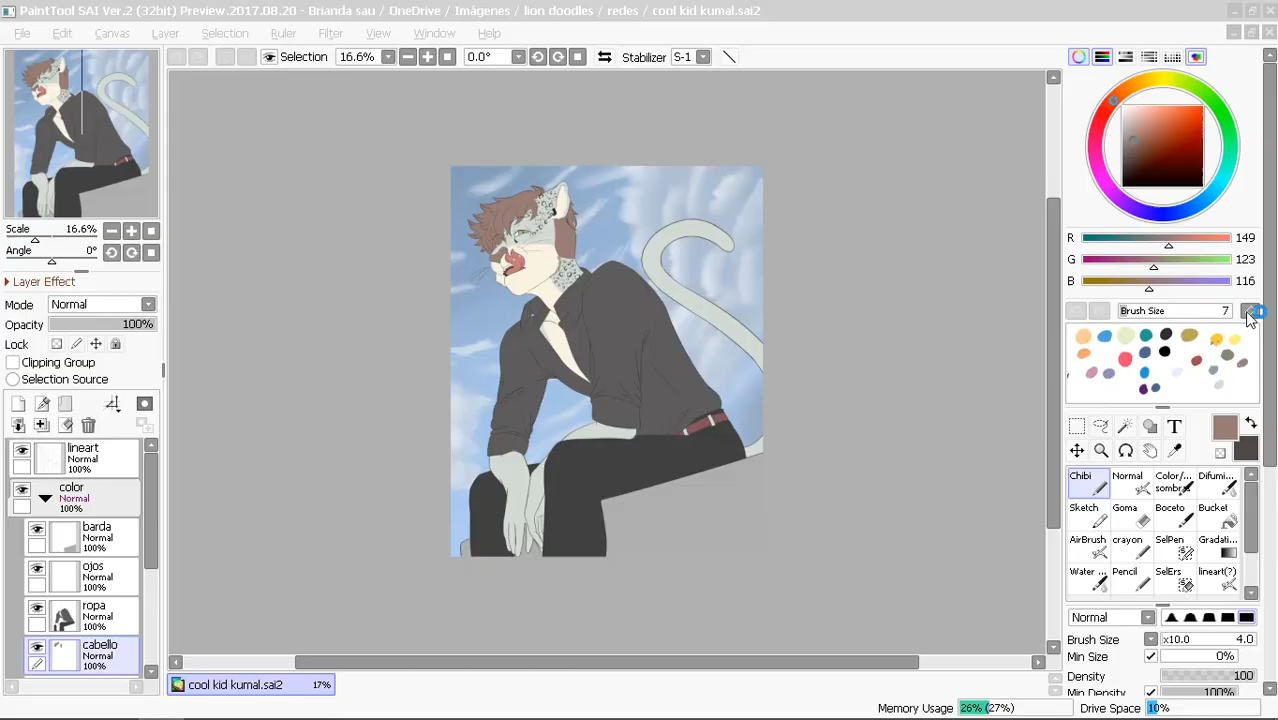 PaintTool SAI Ver.2 (32bit) Preview.2017.08.20 - Brianda sau / OneDrive / Imágenes / lion doodles / redes / cool kid kumal.sai2
File Edit Canvas Layer Selection Ruler Filter View Window Help
Selection 16.6% 0.0° Stabilizer S-1
Scale 16.6%
Angle 0°
Layer Effect
Mode Normal
Opacity 100%
Lock
Clipping Group
Selection Source
lineart
Normal
100%
color
Normal
100%
barda
Normal
100%
ojos
Normal
100%
ropa
Normal
100%
cabello
Normal
100%
cool kid kumal.sai2 17%
R 149
G 123
B 116
Brush Size 7
T
Chibi Normal Color/... sombra Difumi...
Sketch Goma Boceto Bucket
AirBrush crayon SelPen Gradati...
Water ... Pencil SelErs lineart(?)
Normal
Brush Size x10.0 4.0
Min Size 0%
Density 100
Min Density 100%
Memory Usage 26% (27%) Drive Space 10%